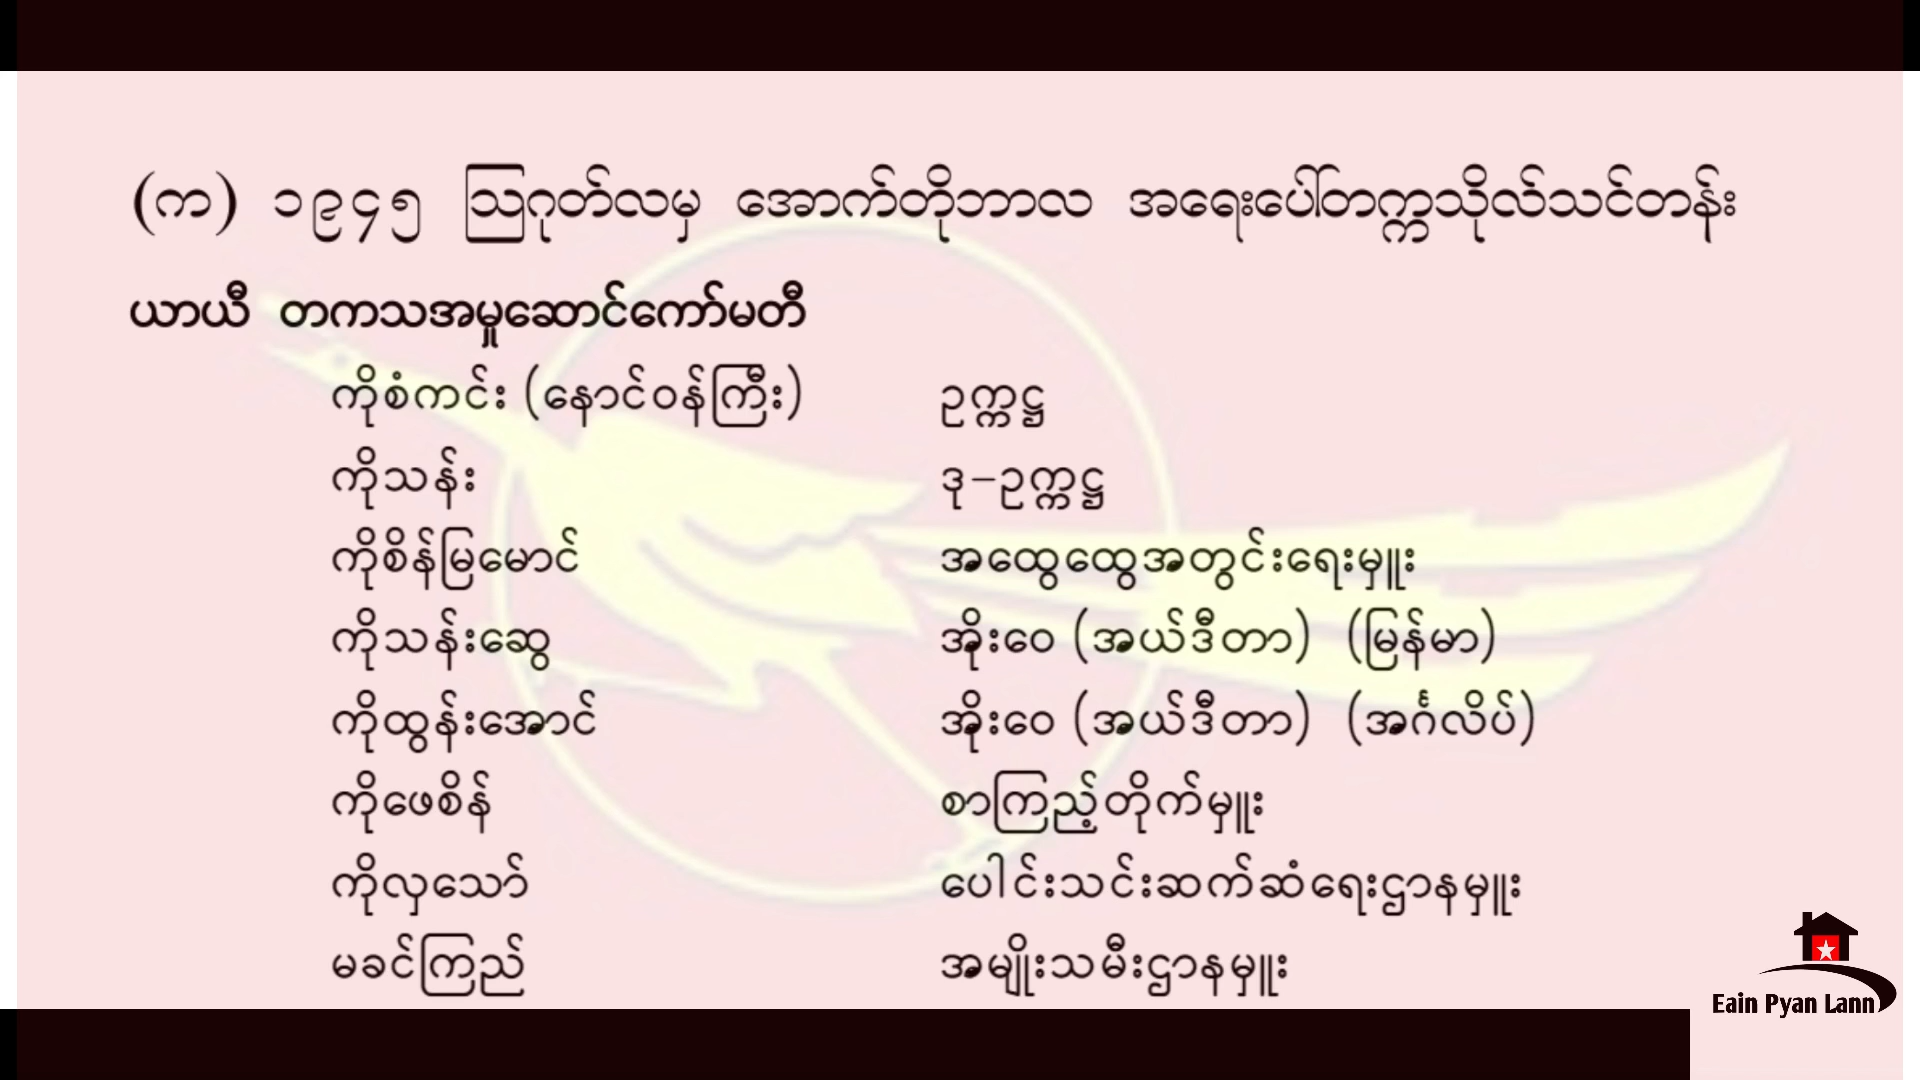 (က) ၁၉၄၅ ဩဂုတ်လမှ အောက်တိုဘာလ အရေးပေါ်တက္ကသိုလ်သင်တန်း
ယာယီ တကသအမှုဆောင်ကော်မတီ
ကိုစံကင်း (နောင်ဝန်ကြီး) ဥက္ကဋ္ဌ
ကိုသန်း ဒု-ဥက္ကဋ္ဌ
ကိုစိန်မြမောင် အထွေထွေအတွင်းရေးမှူး
ကိုသန်းဆွေ အိုးဝေ (အယ်ဒီတာ) (မြန်မာ)
ကိုထွန်းအောင် အိုးဝေ (အယ်ဒီတာ) (အင်္ဂလိပ်)
ကိုဖေစိန် စာကြည့်တိုက်မှူး
ကိုလှသော် ပေါင်းသင်းဆက်ဆံရေးဌာနမှူး
မခင်ကြည် အမျိုးသမီးဌာနမှူး
Eain Pyan Lann